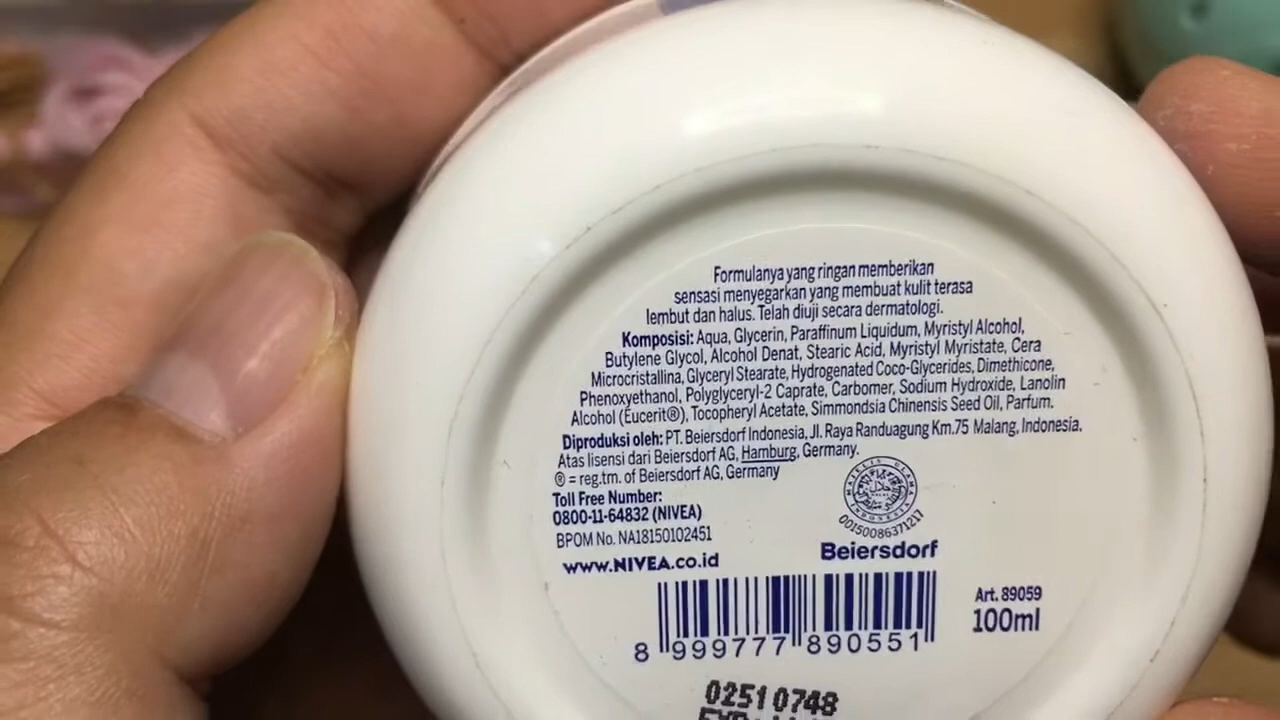 Formulanya yang ringan memberikan
sensasi menyegarkan yang membuat kulit terasa
lembut dan halus. Telah diuji secara dermatologi.
Komposisi: Aqua, Glycerin, Paraffinum Liquidum, Myristyl Alcohol,
Butylene Glycol, Alcohol Denat, Stearic Acid, Myristyl Myristate, Cera
Microcristallina, Glyceryl Stearate, Hydrogenated Coco-Glycerides, Dimethicone,
Phenoxyethanol, Polyglyceryl-2 Caprate, Carbomer, Sodium Hydroxide, Lanolin
Alcohol (Eucerit®), Tocopheryl Acetate, Simmondsia Chinensis Seed Oil, Parfum.
Diproduksi oleh: PT. Beiersdorf Indonesia, Jl. Raya Randuagung Km.75 Malang, Indonesia.
Atas lisensi dari Beiersdorf AG, Hamburg, Germany.
® = reg.tm. of Beiersdorf AG, Germany
Toll Free Number:
0800-11-64832 (NIVEA)
BPOM No. NA18150102451
www.NIVEA.co.id
MAJELIS ULAMA
INDONESIA
حلال
HALAL
00150086371217
Beiersdorf
Art. 89059
100ml
8 999777 890551
02510748